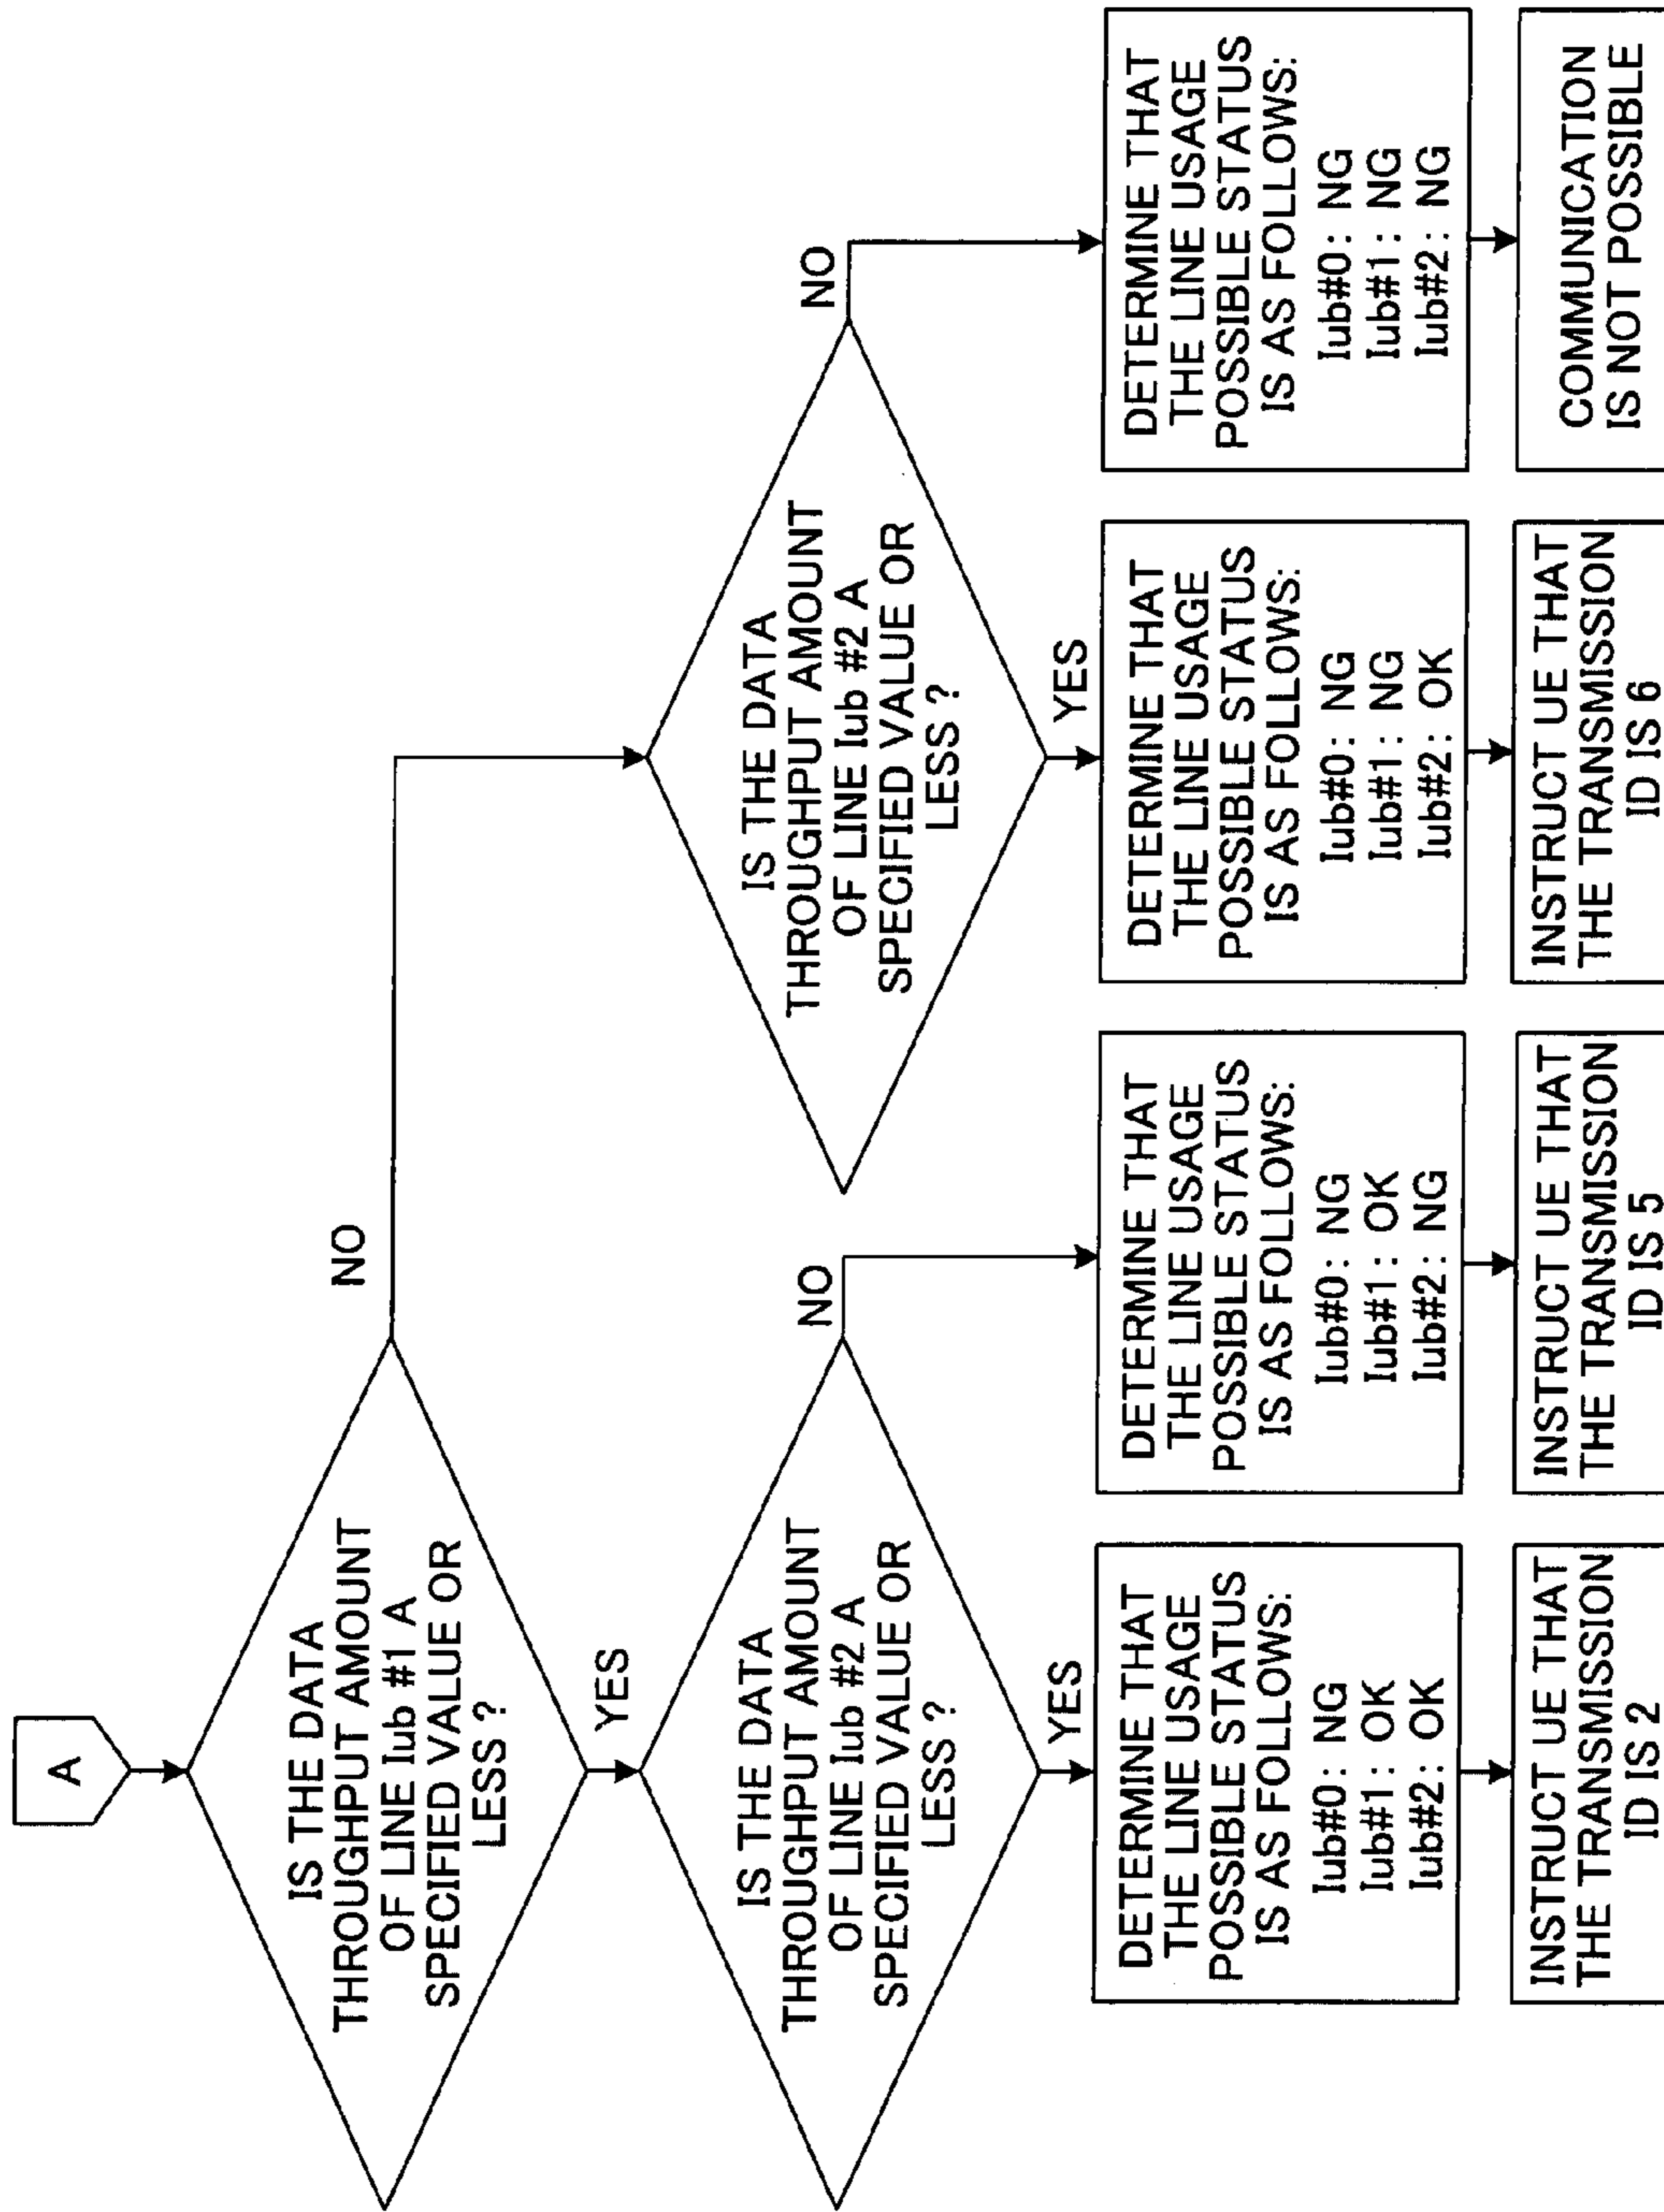 A
IS THE DATA
THROUGHPUT AMOUNT
OF LINE Iub #1 A
SPECIFIED VALUE OR
LESS ?
NO
YES
IS THE DATA
THROUGHPUT AMOUNT
OF LINE Iub #2 A
SPECIFIED VALUE OR
LESS ?
NO
YES
IS THE DATA
THROUGHPUT AMOUNT
OF LINE Iub #2 A
SPECIFIED VALUE OR
LESS ?
NO
YES
DETERMINE THAT
THE LINE USAGE
POSSIBLE STATUS
IS AS FOLLOWS:
Iub#0: NG
Iub#1: OK
Iub#2: OK
DETERMINE THAT
THE LINE USAGE
POSSIBLE STATUS
IS AS FOLLOWS:
Iub#0: NG
Iub#1: OK
Iub#2: NG
DETERMINE THAT
THE LINE USAGE
POSSIBLE STATUS
IS AS FOLLOWS:
Iub#0: NG
Iub#1: NG
Iub#2: OK
DETERMINE THAT
THE LINE USAGE
POSSIBLE STATUS
IS AS FOLLOWS:
Iub#0: NG
Iub#1: NG
Iub#2: NG
INSTRUCT UE THAT
THE TRANSMISSION
ID IS 2
INSTRUCT UE THAT
THE TRANSMISSION
ID IS 5
INSTRUCT UE THAT
THE TRANSMISSION
ID IS 6
COMMUNICATION
IS NOT POSSIBLE